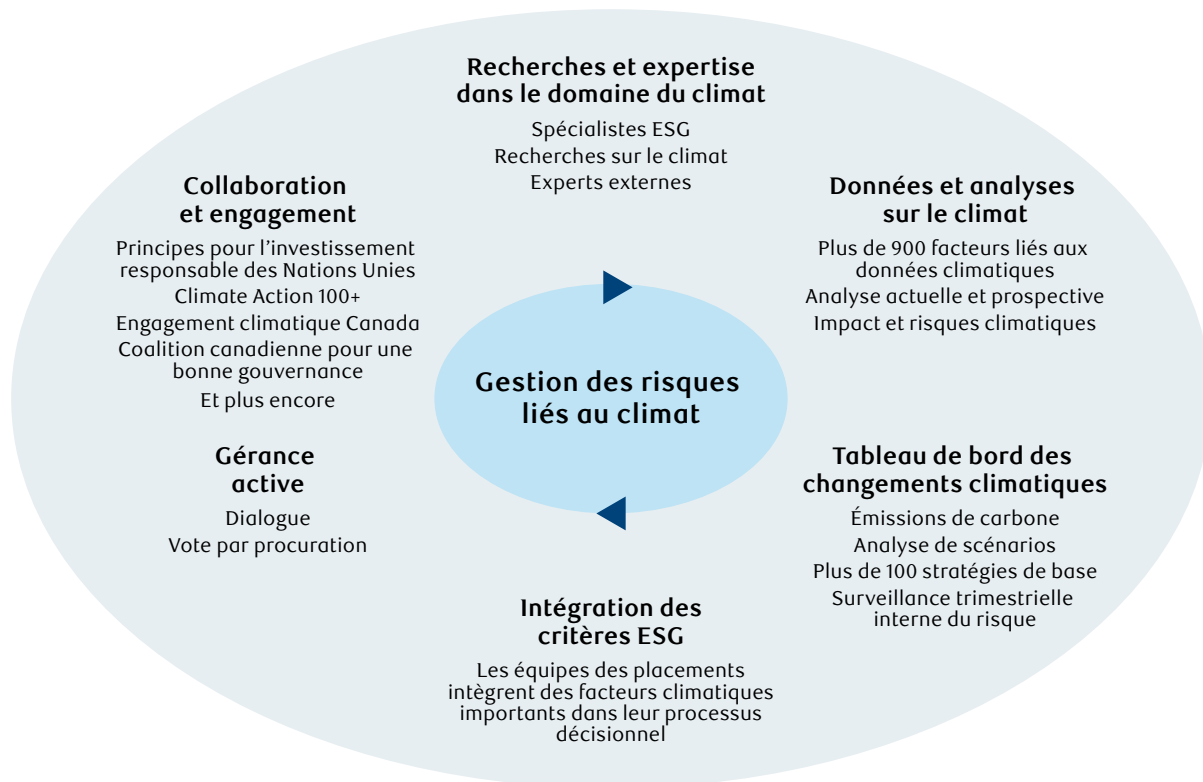 Recherches et expertise
dans le domaine du climat
Spécialistes ESG
Recherches sur le climat
Experts externes
Données et analyses
sur le climat
Plus de 900 facteurs liés aux
données climatiques
Analyse actuelle et prospective
Impact et risques climatiques
Tableau de bord des
changements climatiques
Émissions de carbone
Analyse de scénarios
Plus de 100 stratégies de base
Surveillance trimestrielle
interne du risque
Intégration des
critères ESG
Les équipes des placements
intègrent des facteurs climatiques
importants dans leur processus
décisionnel
Gérance
active
Dialogue
Vote par procuration
Collaboration
et engagement
Principes pour l'investissement
responsable des Nations Unies
Climate Action 100+
Engagement climatique Canada
Coalition canadienne pour une
bonne gouvernance
Et plus encore
Gestion des risques
liés au climat